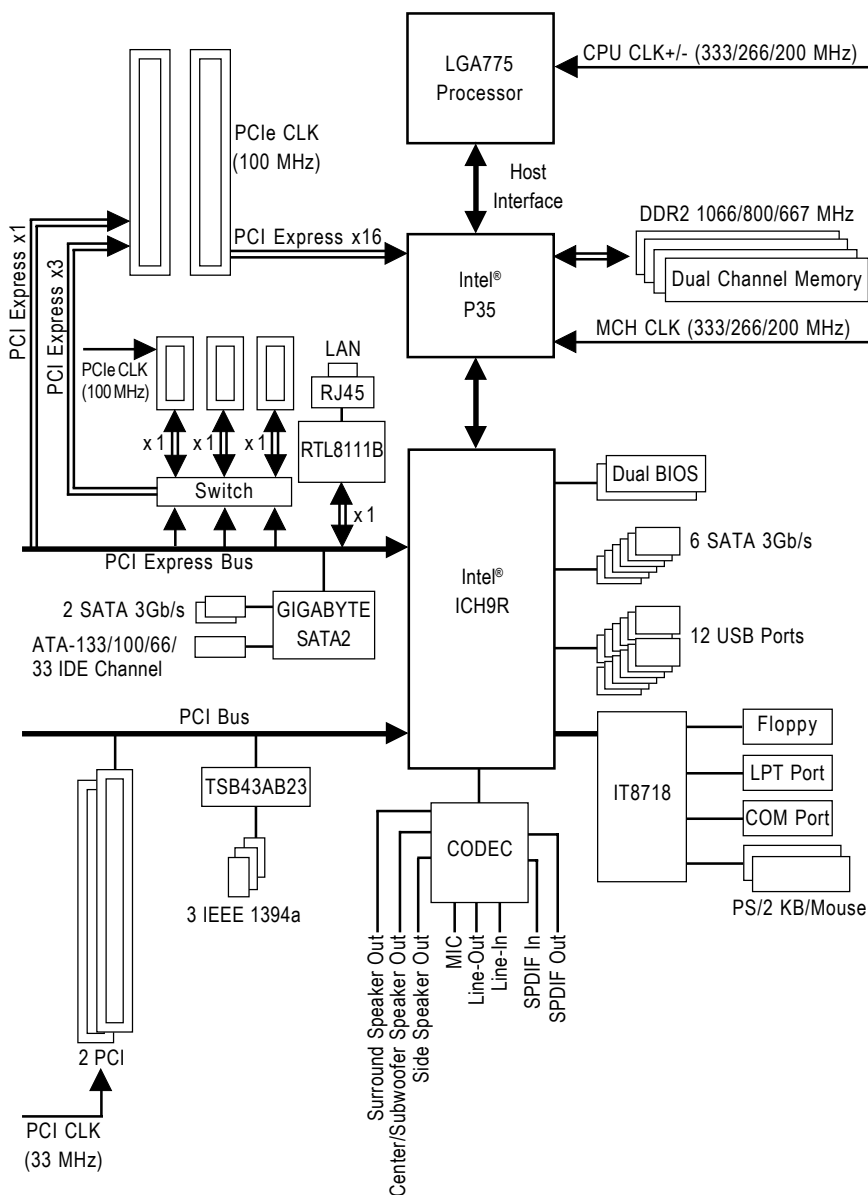 LGA775
Processor
CPU CLK+/- (333/266/200 MHz)
PCIe CLK
(100 MHz)
Host
Interface
DDR2 1066/800/667 MHz
Dual Channel Memory
PCI Express x16
Intel®
P35
MCH CLK (333/266/200 MHz)
PCI Express x1
PCI Express x3
PCIe CLK
(100 MHz)
LAN
RJ45
RTL8111B
x 1
x 1
x 1
Switch
x 1
PCI Express Bus
Intel®
ICH9R
Dual BIOS
6 SATA 3Gb/s
12 USB Ports
2 SATA 3Gb/s
GIGABYTE
SATA2
ATA-133/100/66/
33 IDE Channel
PCI Bus
TSB43AB23
3 IEEE 1394a
IT8718
Floppy
LPT Port
COM Port
PS/2 KB/Mouse
CODEC
Surround Speaker Out
Center/Subwoofer Speaker Out
Side Speaker Out
MIC
Line-Out
Line-In
SPDIF In
SPDIF Out
2 PCI
PCI CLK
(33 MHz)